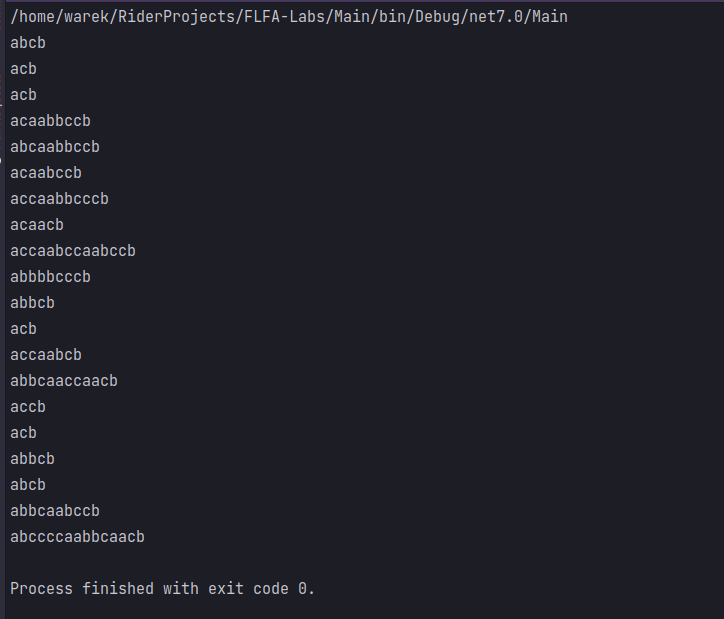 /home/warek/RiderProjects/FLFA-Labs/Main/bin/Debug/net7.0/Main
abcb
acb
acb
acaabbccb
abcaabbccb
acaabccb
accaabbcccb
acaacb
accaabccaabccb
abbbbcccb
abbcb
acb
accaabcb
abbcaaccaacb
accb
acb
abbcb
abcb
abbcaabccb
abccccaabbcaacb
Process finished with exit code 0.